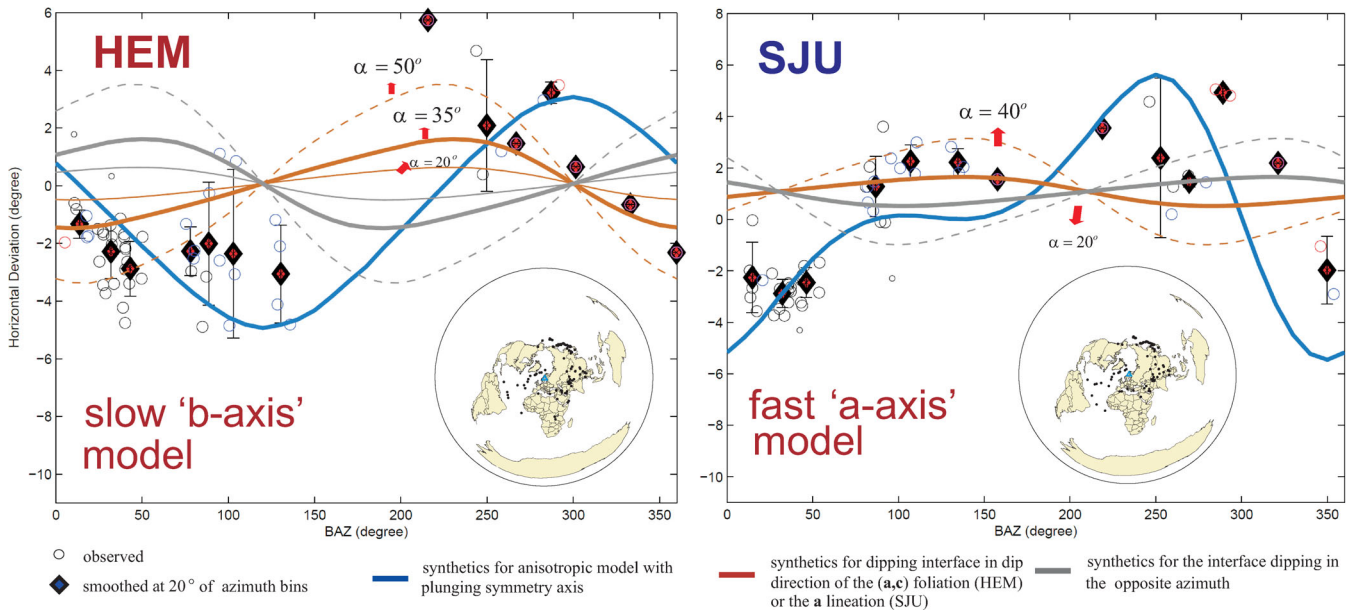 HEM
α = 50°
α = 35°
α = 20°
slow 'b-axis'
model
Horizontal Deviation (degree)
6
4
2
0
−2
−4
−6
−8
−10
0
50
100
150
200
250
300
350
BAZ (degree)
SJU
α = 40°
α = 20°
fast 'a-axis'
model
8
6
4
2
0
−2
−4
−6
−8
−10
0
50
100
150
200
250
300
350
BAZ (degree)
observed
smoothed at 20° of azimuth bins
synthetics for anisotropic model with
plunging symmetry axis
synthetics for dipping interface in dip
direction of the (a,c) foliation (HEM)
or the a lineation (SJU)
synthetics for the interface dipping in
the opposite azimuth